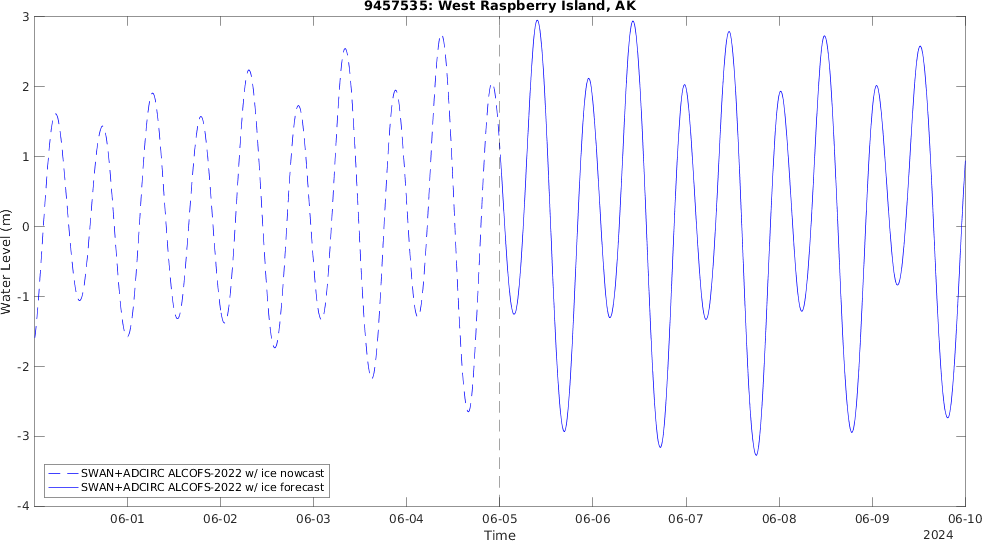 9457535: West Raspberry Island, AK
3
2
1
0
-1
-2
-3
-4
Water Level (m)
SWAN+ADCIRC ALCOFS-2022 w/ ice nowcast
SWAN+ADCIRC ALCOFS-2022 w/ ice forecast
06-01 06-02 06-03 06-04 06-05 06-06 06-07 06-08 06-09 06-10
Time
2024